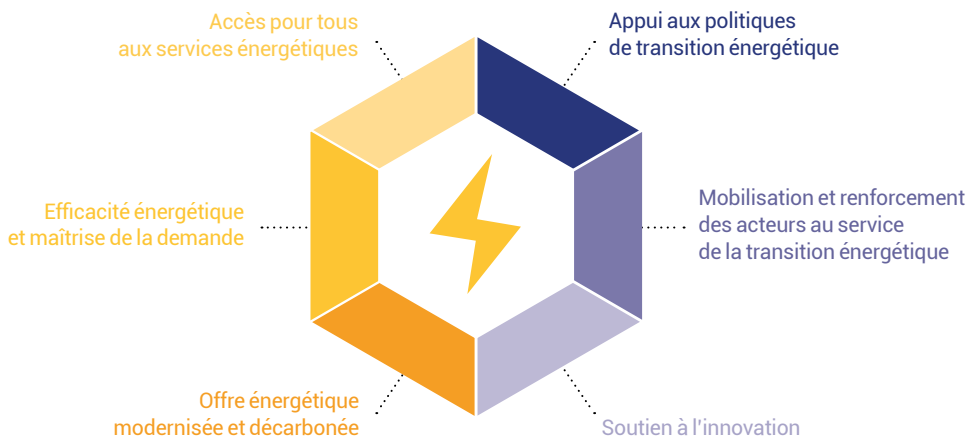 Accès pour tous
aux services énergétiques
Appui aux politiques
de transition énergétique
Efficacité énergétique
et maîtrise de la demande
Mobilisation et renforcement
des acteurs au service
de la transition énergétique
Offre énergétique
modernisée et décarbonée
Soutien à l'innovation